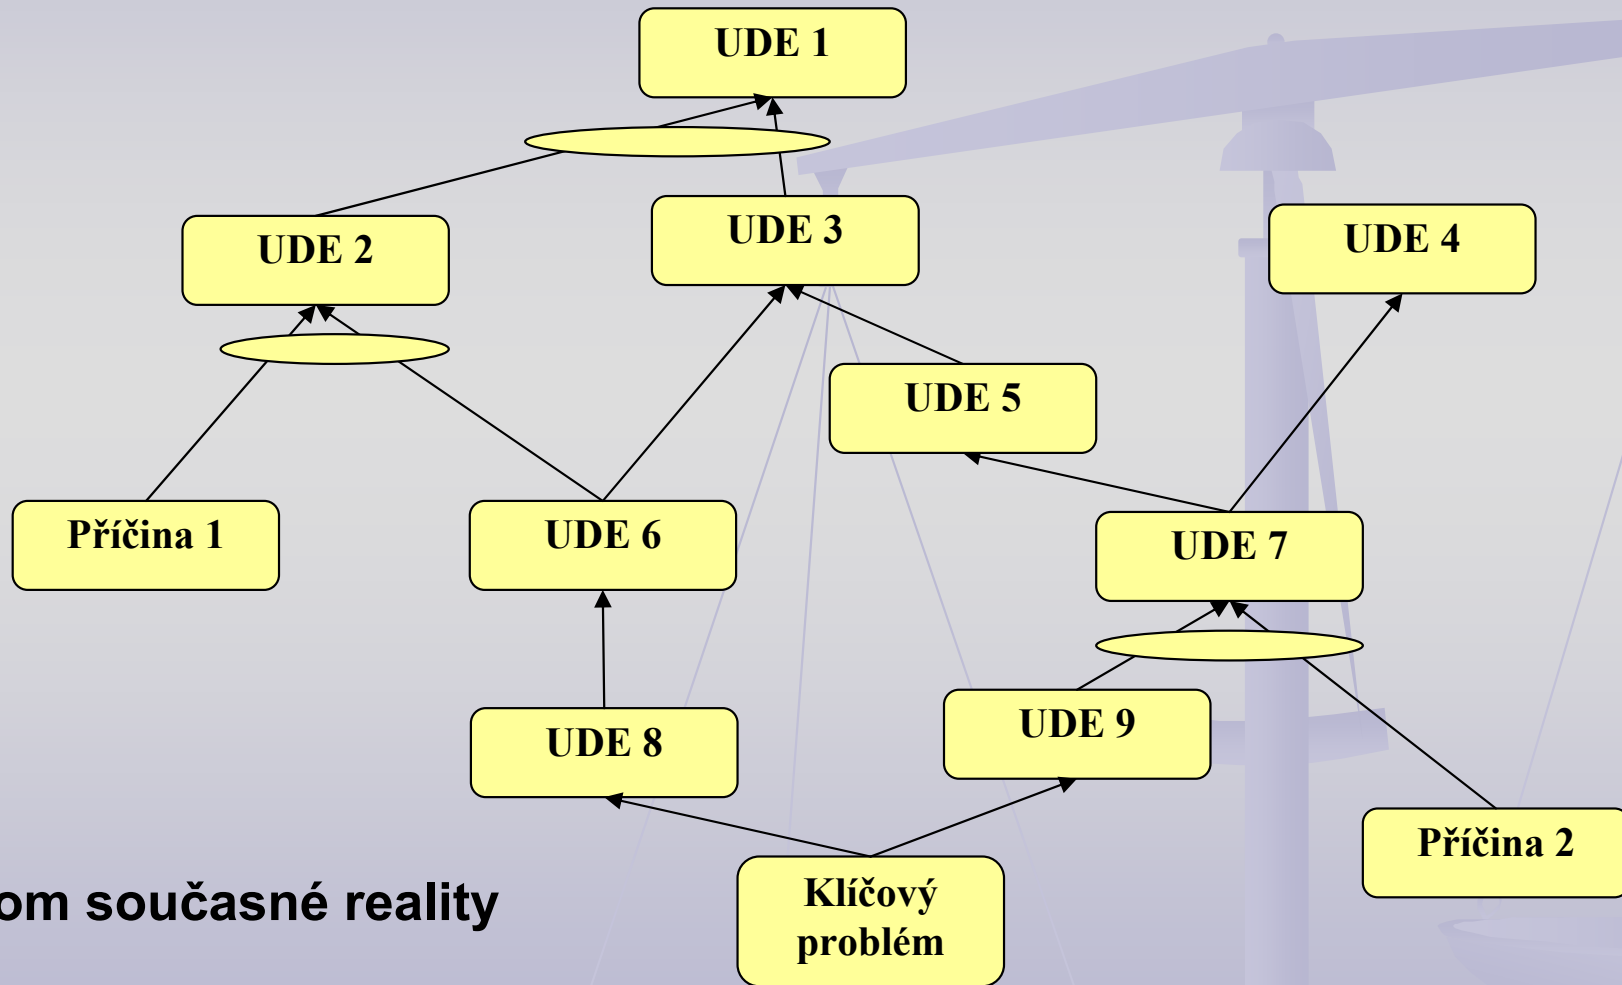 UDE 1
UDE 2
UDE 3
UDE 4
UDE 5
Příčina 1
UDE 6
UDE 7
UDE 8
UDE 9
Příčina 2
Klíčový
problém
om současné reality